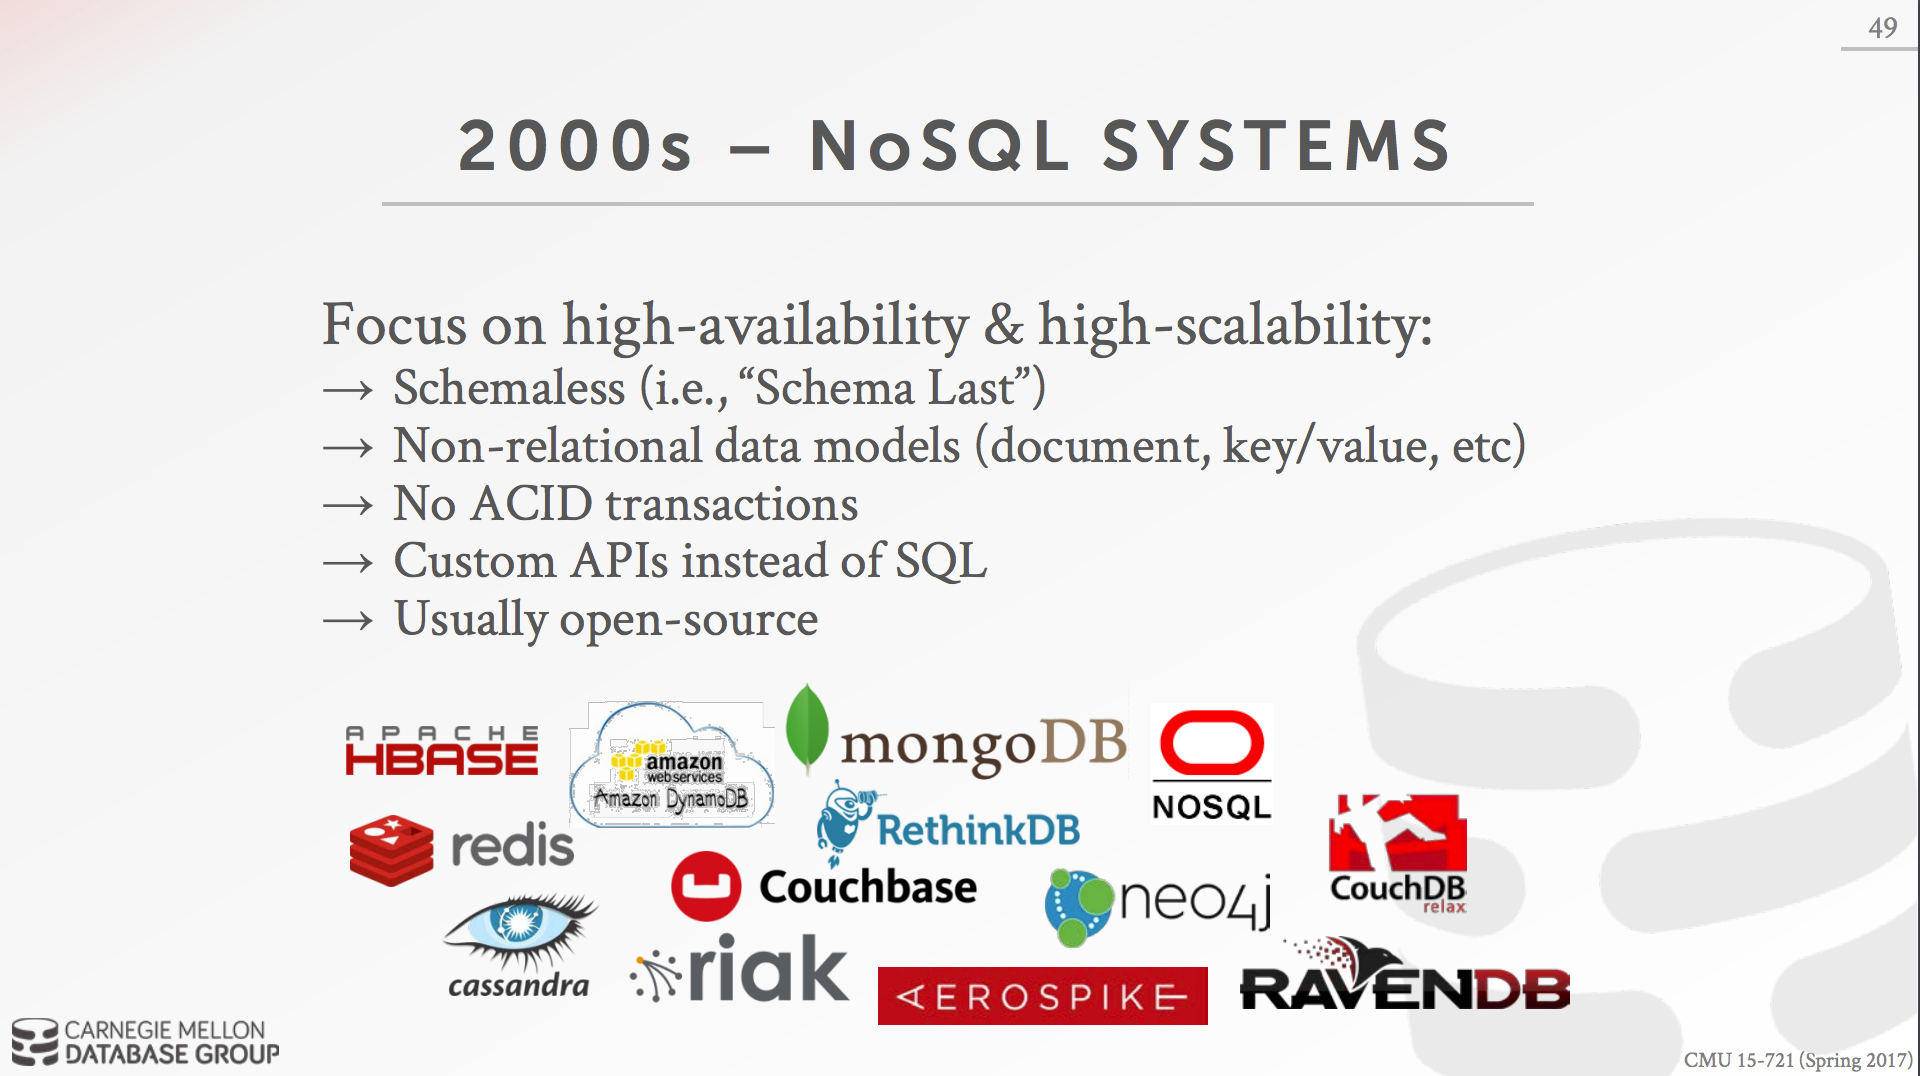 49
2000s – NoSQL SYSTEMS
Focus on high-availability & high-scalability:
→ Schemaless (i.e., “Schema Last”)
→ Non-relational data models (document, key/value, etc)
→ No ACID transactions
→ Custom APIs instead of SQL
→ Usually open-source
APACHE
HBASE
amazon
webservices
Amazon DynamoDB
mongoDB
NOSQL
redis
RethinkDB
CouchDB
relax
Couchbase
neo4j
cassandra
riak
AEROSPIKE
RAVENDB
CARNEGIE MELLON
DATABASE GROUP
CMU 15-721 (Spring 2017)